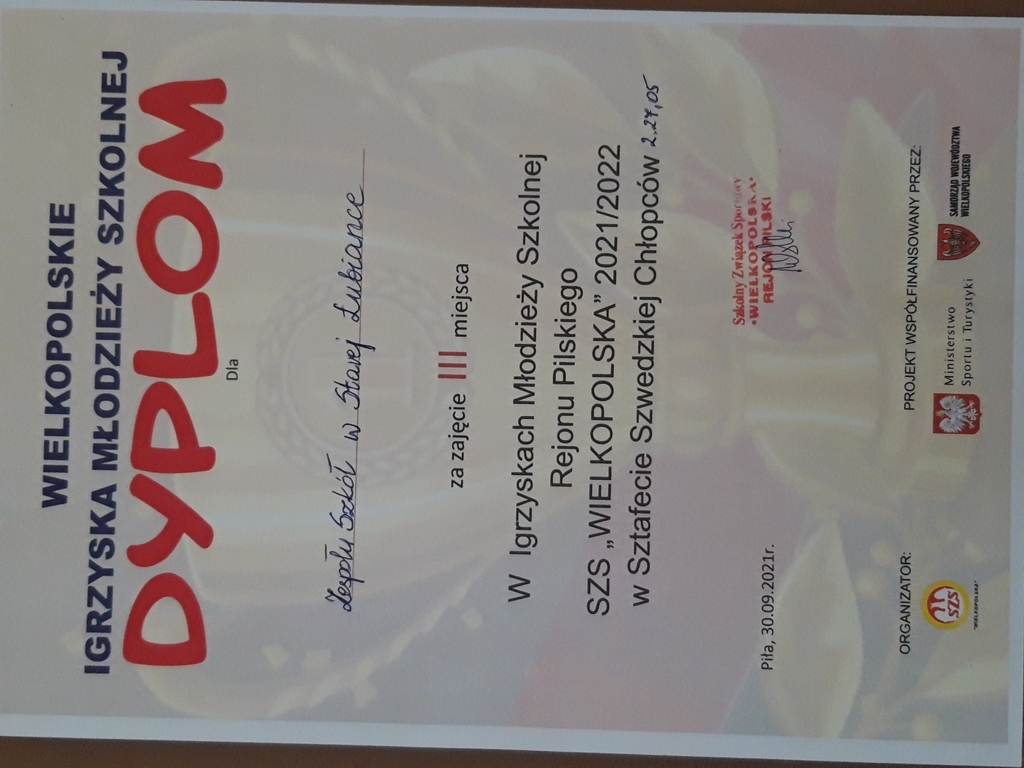 WIELKOPOLSKIE
IGRZYSKA MŁODZIEŻY SZKOLNEJ
DYPLOM
Dla
Zespołu Szkół w Starej Łubiance
za zajęcie III miejsca
W Igrzyskach Młodzieży Szkolnej
Rejonu Pilskiego
SZS „WIELKOPOLSKA" 2021/2022
w Sztafecie Szwedzkiej Chłopców 2.27,05
Szkolny Związek Sportowy
•WIELKOPOLSKA•
REJON PILSKI
Piła, 30.09.2021r.
ORGANIZATOR:
PROJEKT WSPÓŁFINANSOWANY PRZEZ:
SZS
"WIELKOPOLSKA"
Ministerstwo
Sportu i Turystyki
SAMORZĄD WOJEWÓDZTWA
WIELKOPOLSKIEGO